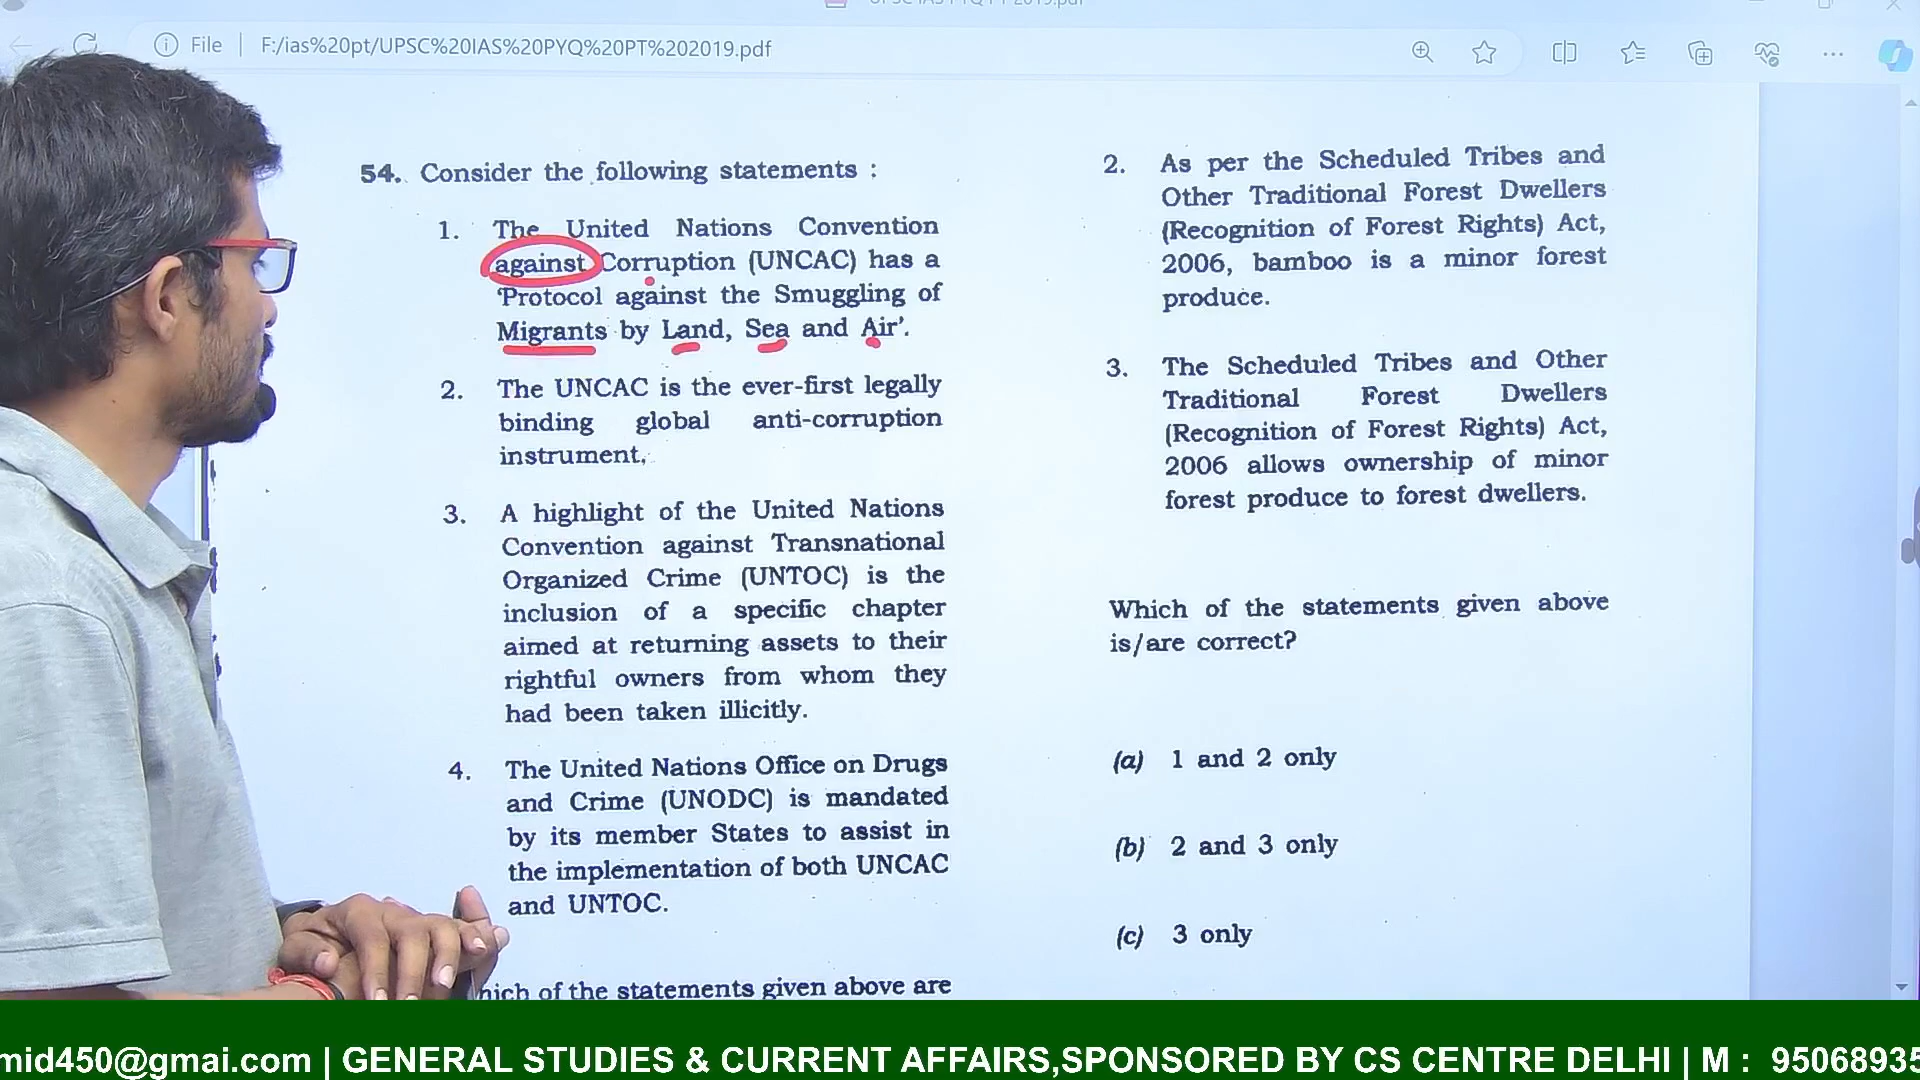 File
F:/ias%20pt/UPSC%20IAS%20PYQ%20PT%202019.pdf
54. Consider the following statements :
1. The United Nations Convention
against Corruption (UNCAC) has a
'Protocol against the Smuggling of
Migrants by Land, Sea and Air'.
2. The UNCAC is the ever-first legally
binding global anti-corruption
instrument.
3. A highlight of the United Nations
Convention against Transnational
Organized Crime (UNTOC) is the
inclusion of a specific chapter
aimed at returning assets to their
rightful owners from whom they
had been taken illicitly.
4. The United Nations Office on Drugs
and Crime (UNODC) is mandated
by its member States to assist in
the implementation of both UNCAC
and UNTOC.
of the statements given above are
2. As per the Scheduled Tribes and
Other Traditional Forest Dwellers
(Recognition of Forest Rights) Act,
2006, bamboo is a minor forest
produce.
3. The Scheduled Tribes and Other
Traditional Forest Dwellers
(Recognition of Forest Rights) Act,
2006 allows ownership of minor
forest produce to forest dwellers.
Which of the statements given above
is/are correct?
(a) 1 and 2 only
(b) 2 and 3 only
(c) 3 only
mid450@gmai.com | GENERAL STUDIES & CURRENT AFFAIRS,SPONSORED BY CS CENTRE DELHI | M : 95068935